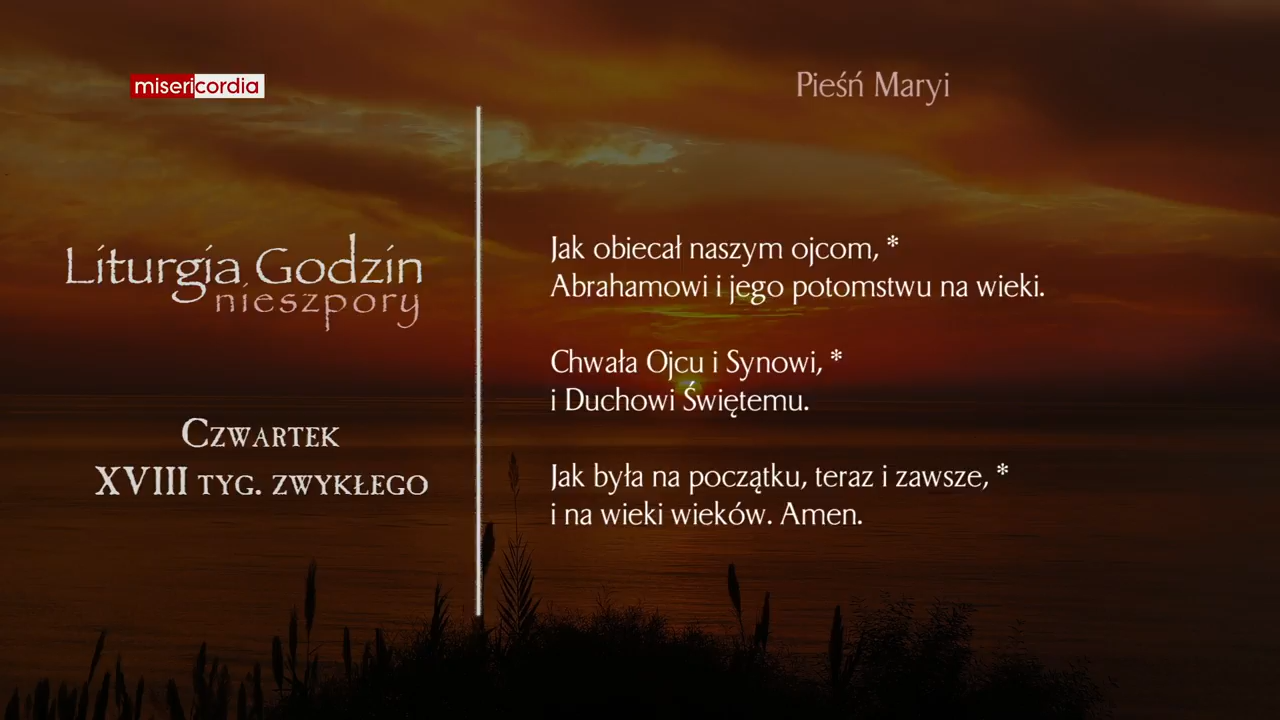 misericordia
Pieśń Maryi
Liturgia Godzin
nieszpory
Czwartek
XVIII tyg. zwykłego
Jak obiecał naszym ojcom, *
Abrahamowi i jego potomstwu na wieki.
Chwała Ojcu i Synowi, *
i Duchowi Świętemu.
Jak była na początku, teraz i zawsze, *
i na wieki wieków. Amen.